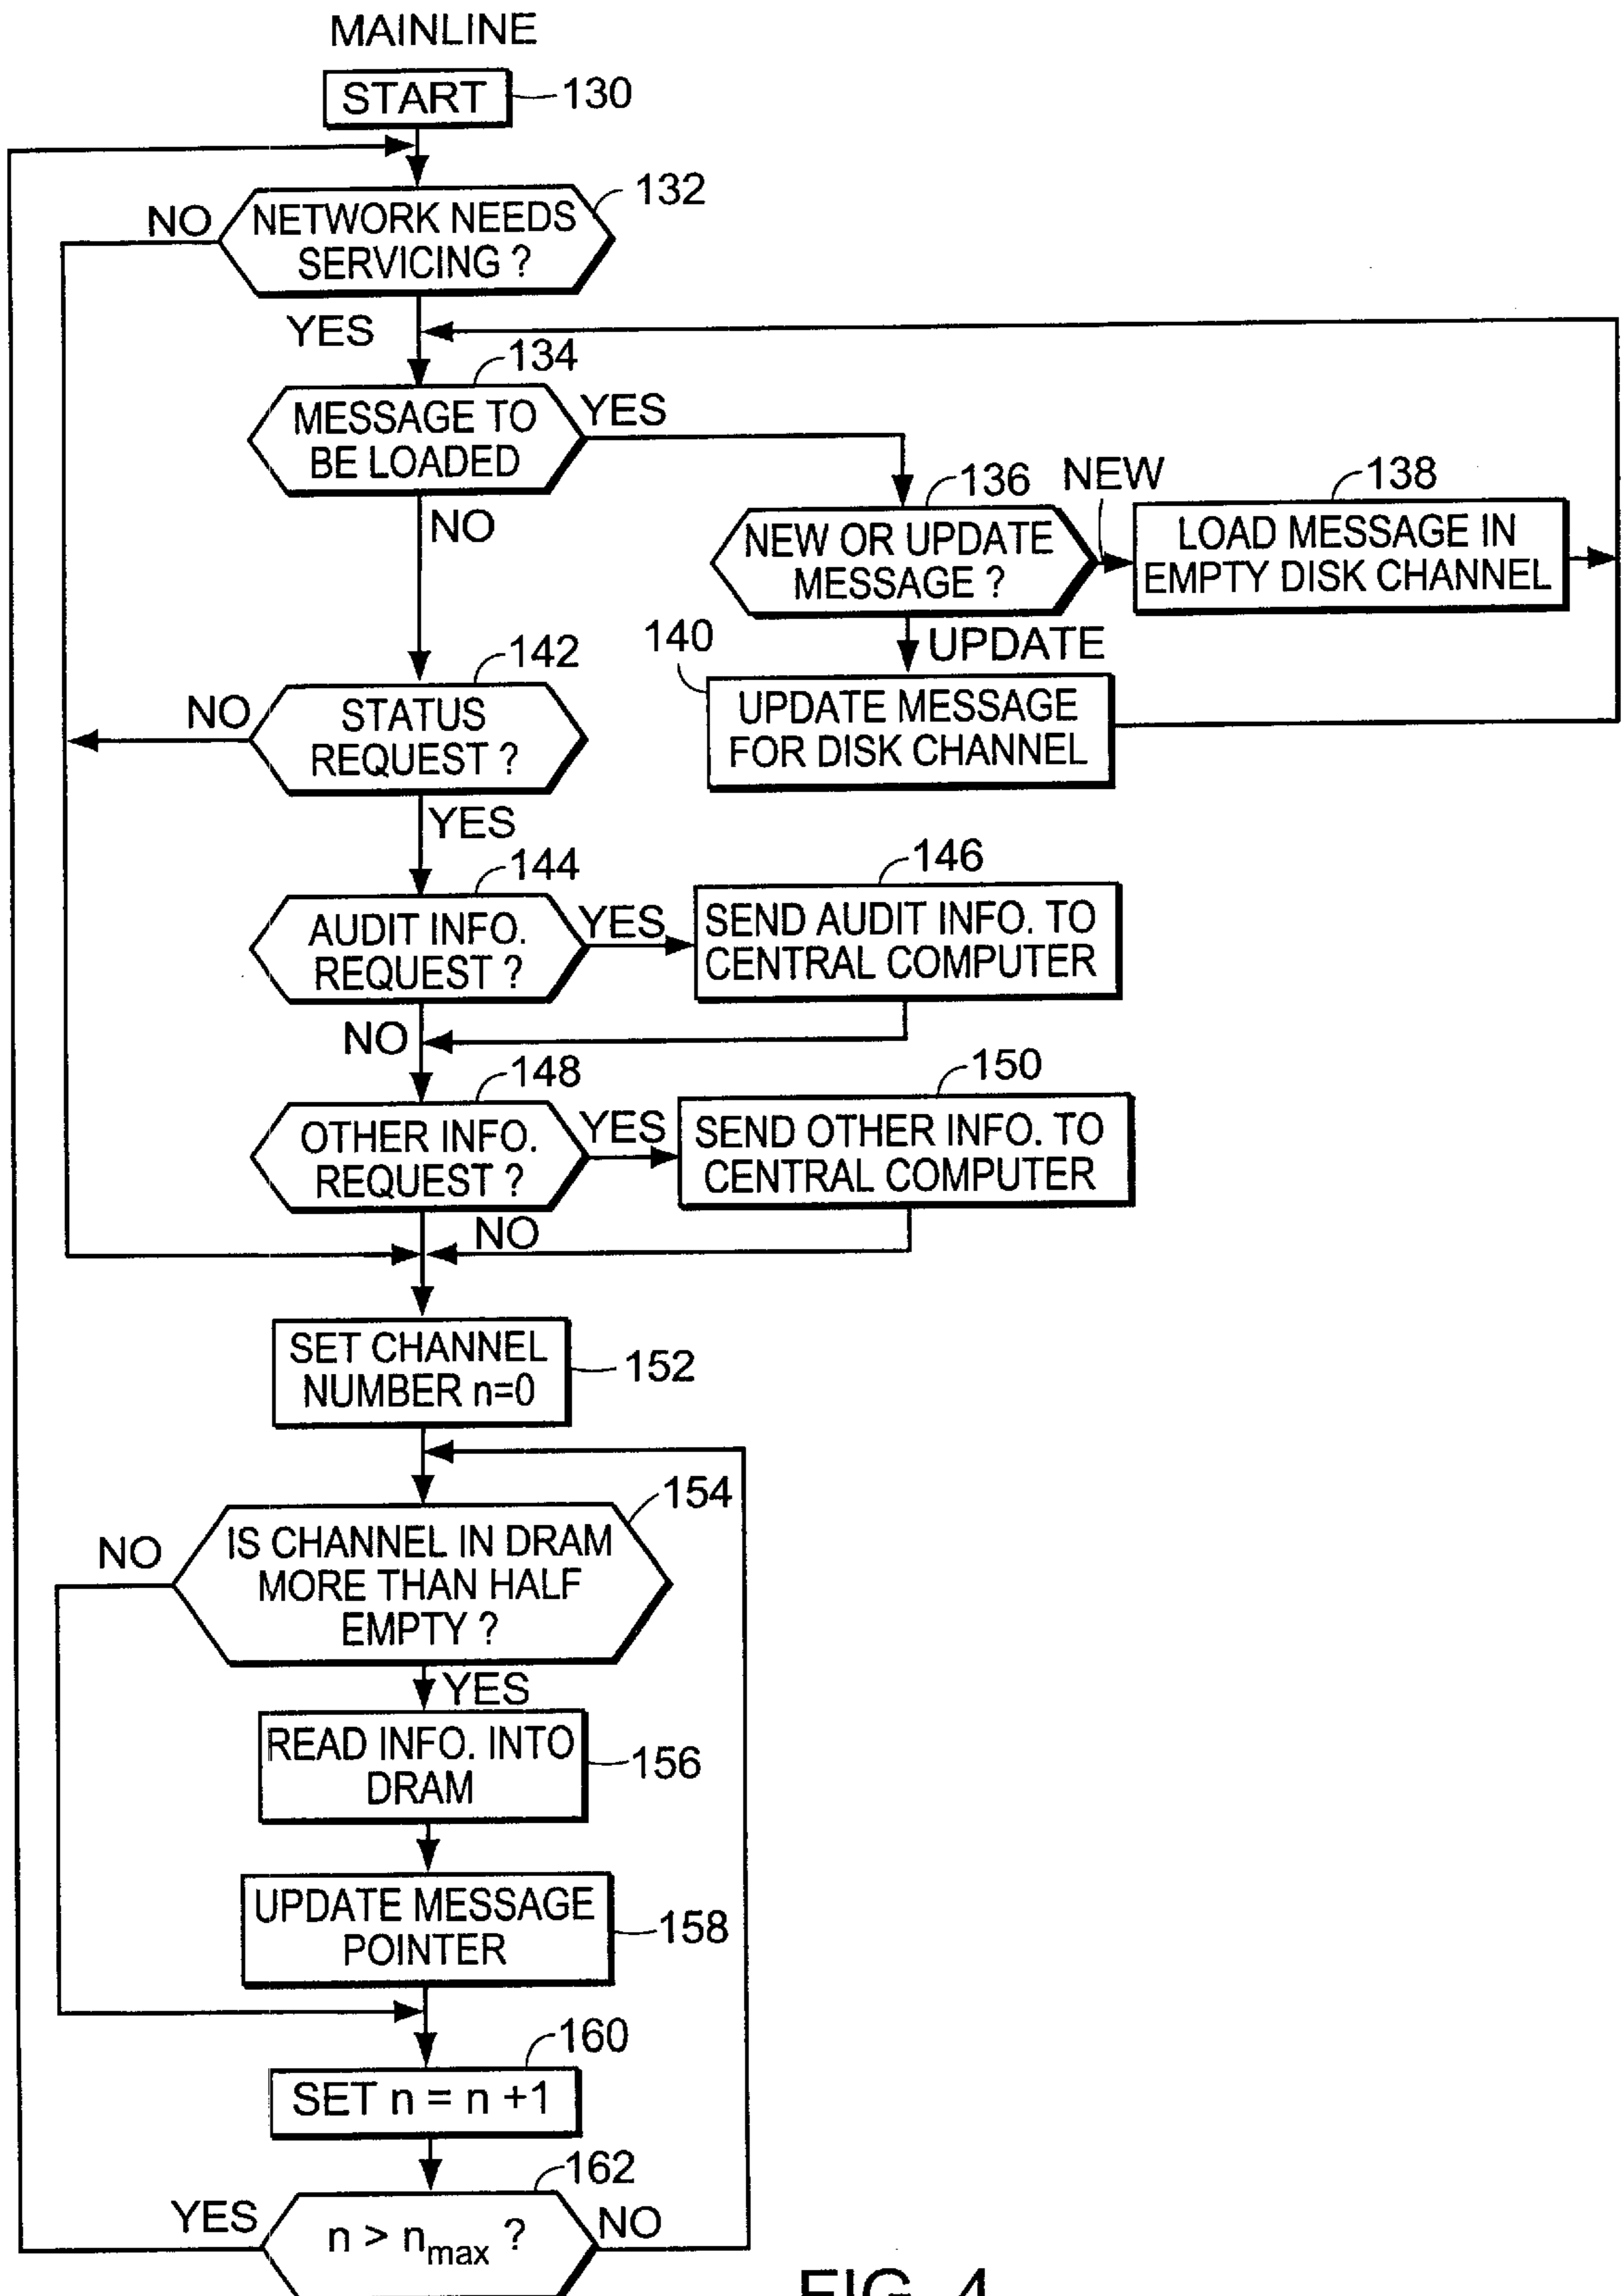 MAINLINE
START
130
NETWORK NEEDS
SERVICING ?
132
NO
YES
134
MESSAGE TO
BE LOADED
YES
NO
136
NEW OR UPDATE
MESSAGE ?
NEW
138
LOAD MESSAGE IN
EMPTY DISK CHANNEL
UPDATE
140
UPDATE MESSAGE
FOR DISK CHANNEL
142
STATUS
REQUEST ?
NO
YES
144
AUDIT INFO.
REQUEST ?
YES
146
SEND AUDIT INFO. TO
CENTRAL COMPUTER
NO
148
OTHER INFO.
REQUEST ?
YES
150
SEND OTHER INFO. TO
CENTRAL COMPUTER
NO
SET CHANNEL
NUMBER n=0
152
154
IS CHANNEL IN DRAM
MORE THAN HALF
EMPTY ?
NO
YES
READ INFO. INTO
DRAM
156
UPDATE MESSAGE
POINTER
158
160
SET n = n +1
162
n > nmax ?
YES
NO
FIG. 4